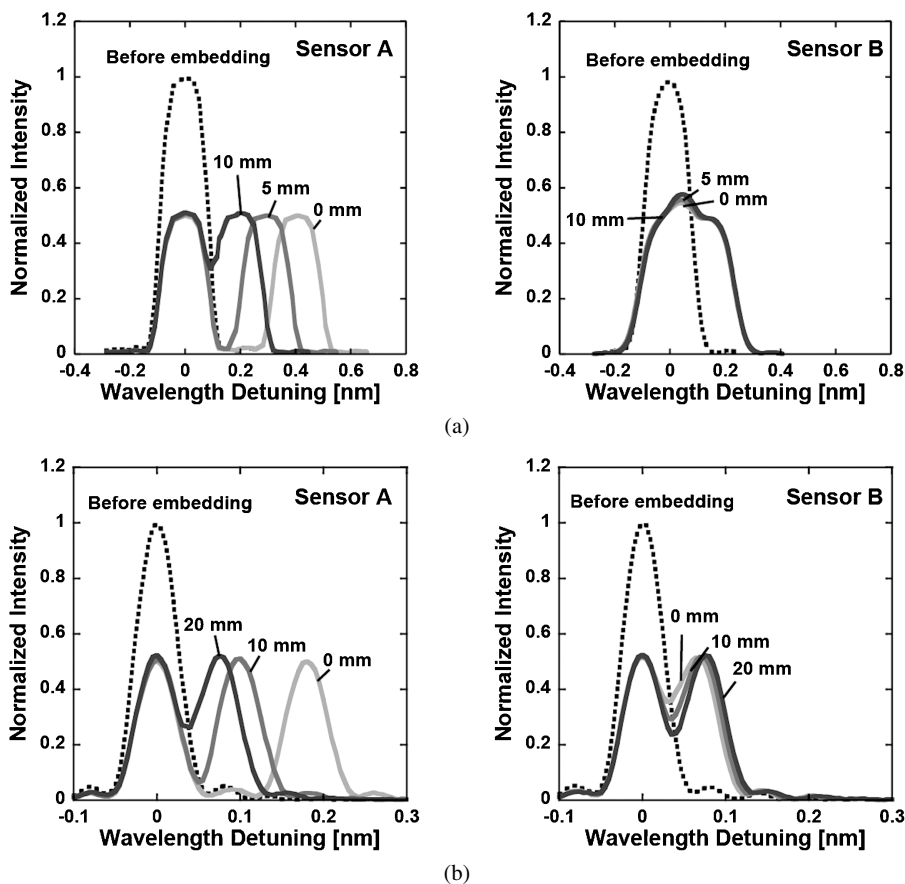 1.2
Before embedding
Sensor A
1
0.8
0.6
0.4
0.2
0
10 mm
5 mm
0 mm
-0.4
-0.2
0
0.2
0.4
0.6
0.8
Normalized Intensity
Wavelength Detuning [nm]
1.2
Before embedding
Sensor B
1
0.8
0.6
0.4
0.2
0
5 mm
0 mm
10 mm
-0.4
-0.2
0
0.2
0.4
0.6
0.8
Normalized Intensity
Wavelength Detuning [nm]
(a)
1.2
Before embedding
Sensor A
1
0.8
0.6
0.4
0.2
0
20 mm
10 mm
0 mm
-0.1
0
0.1
0.2
0.3
Normalized Intensity
Wavelength Detuning [nm]
1.2
Before embedding
Sensor B
1
0.8
0.6
0.4
0.2
0
0 mm
10 mm
20 mm
-0.1
0
0.1
0.2
0.3
Normalized Intensity
Wavelength Detuning [nm]
(b)